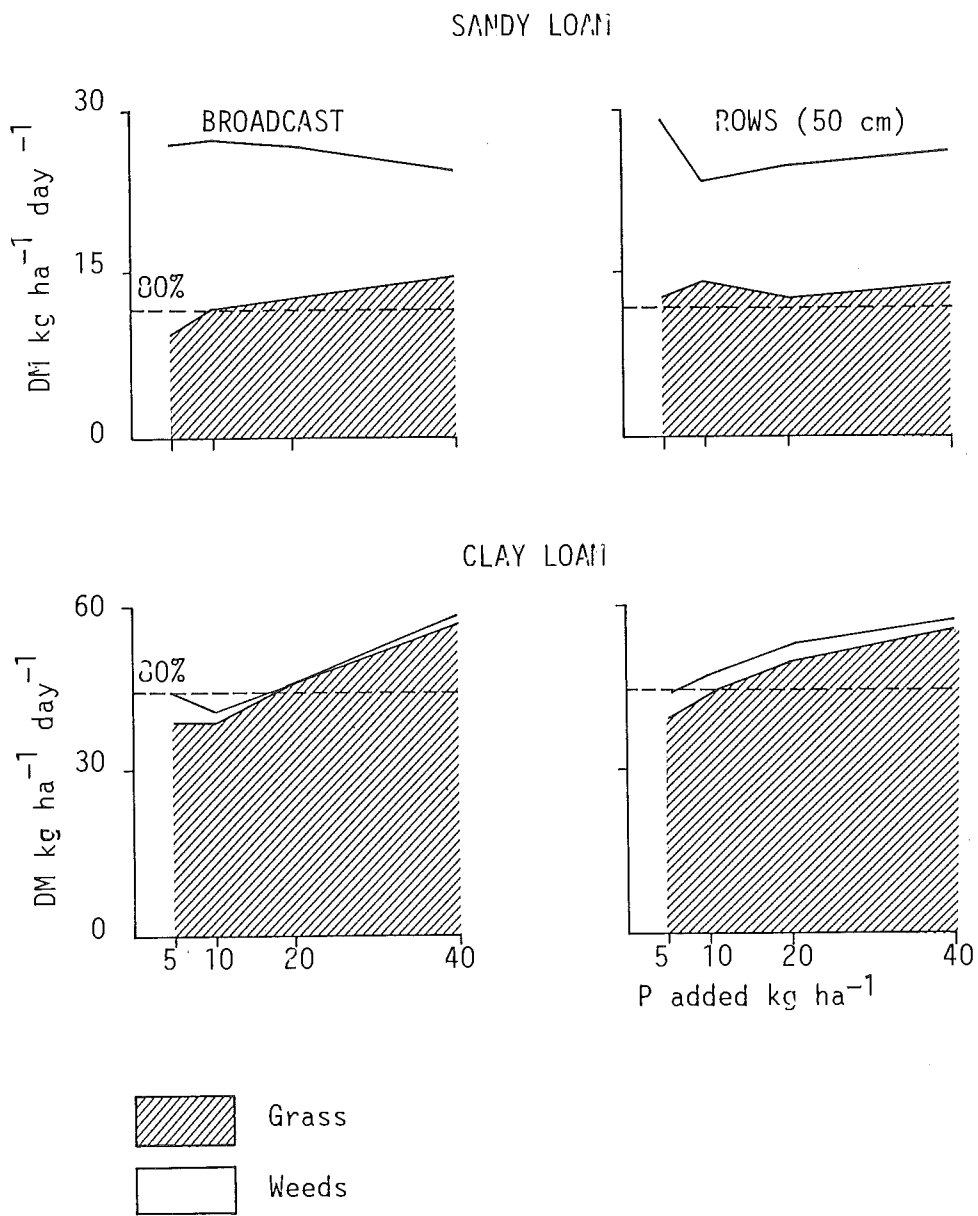 SANDY LOAM
BROADCAST
ROWS (50 cm)
DM kg ha⁻¹ day⁻¹
30
15
0
80%
CLAY LOAM
DM kg ha⁻¹ day⁻¹
60
30
0
80%
5 10 20 40
5 10 20 40
P added kg ha⁻¹
Grass
Weeds